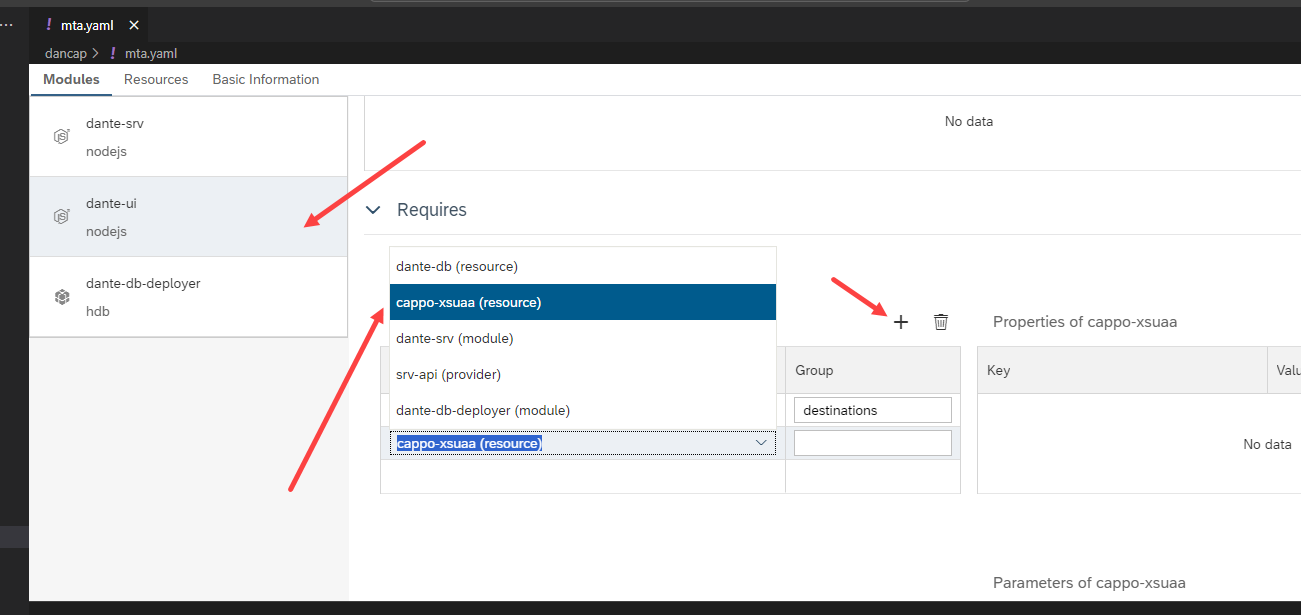 ! mta.yaml ×
dancap > ! mta.yaml
Modules Resources Basic Information
dante-srv
nodejs
dante-ui
nodejs
dante-db-deployer
hdb
No data
Requires
dante-db (resource)
cappo-xsuaa (resource)
dante-srv (module)
srv-api (provider)
dante-db-deployer (module)
cappo-xsuaa (resource)
Group
destinations
Properties of cappo-xsuaa
Key Valu
No data
Parameters of cappo-xsuaa